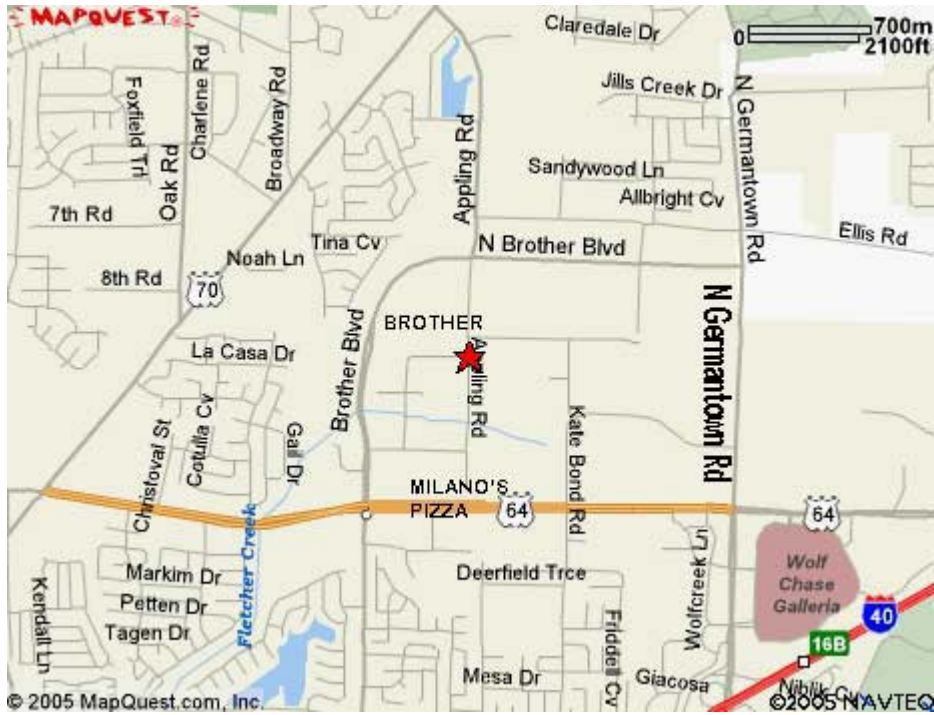 MAPQUEST
Claredale Dr
0 700m
2100ft
Foxfield Trl
Charlene Rd
Broadway Rd
Oak Rd
Appling Rd
Jills Creek Dr
N Germantown Rd
Sandywood Ln
Allbright Cv
7th Rd
Tina Cv
N Brother Blvd
Ellis Rd
Noah Ln
8th Rd
70
BROTHER
Brother Blvd
N Germantown Rd
La Casa Dr
Appling Rd
Kate Bond Rd
Christoval St
Cotulla Cv
Gail Dr
MILANO'S
PIZZA
64
64
Fletcher Creek
Markim Dr
Deerfield Trce
Wolfcreek Ln
Wolf
Chase
Galleria
Kendall Ln
Petten Dr
Tagen Dr
Friddell Cv
40
16B
Mesa Dr
Giacosa
Niblik Cv
© 2005 MapQuest.com, Inc.
©2005 NAVTEQ